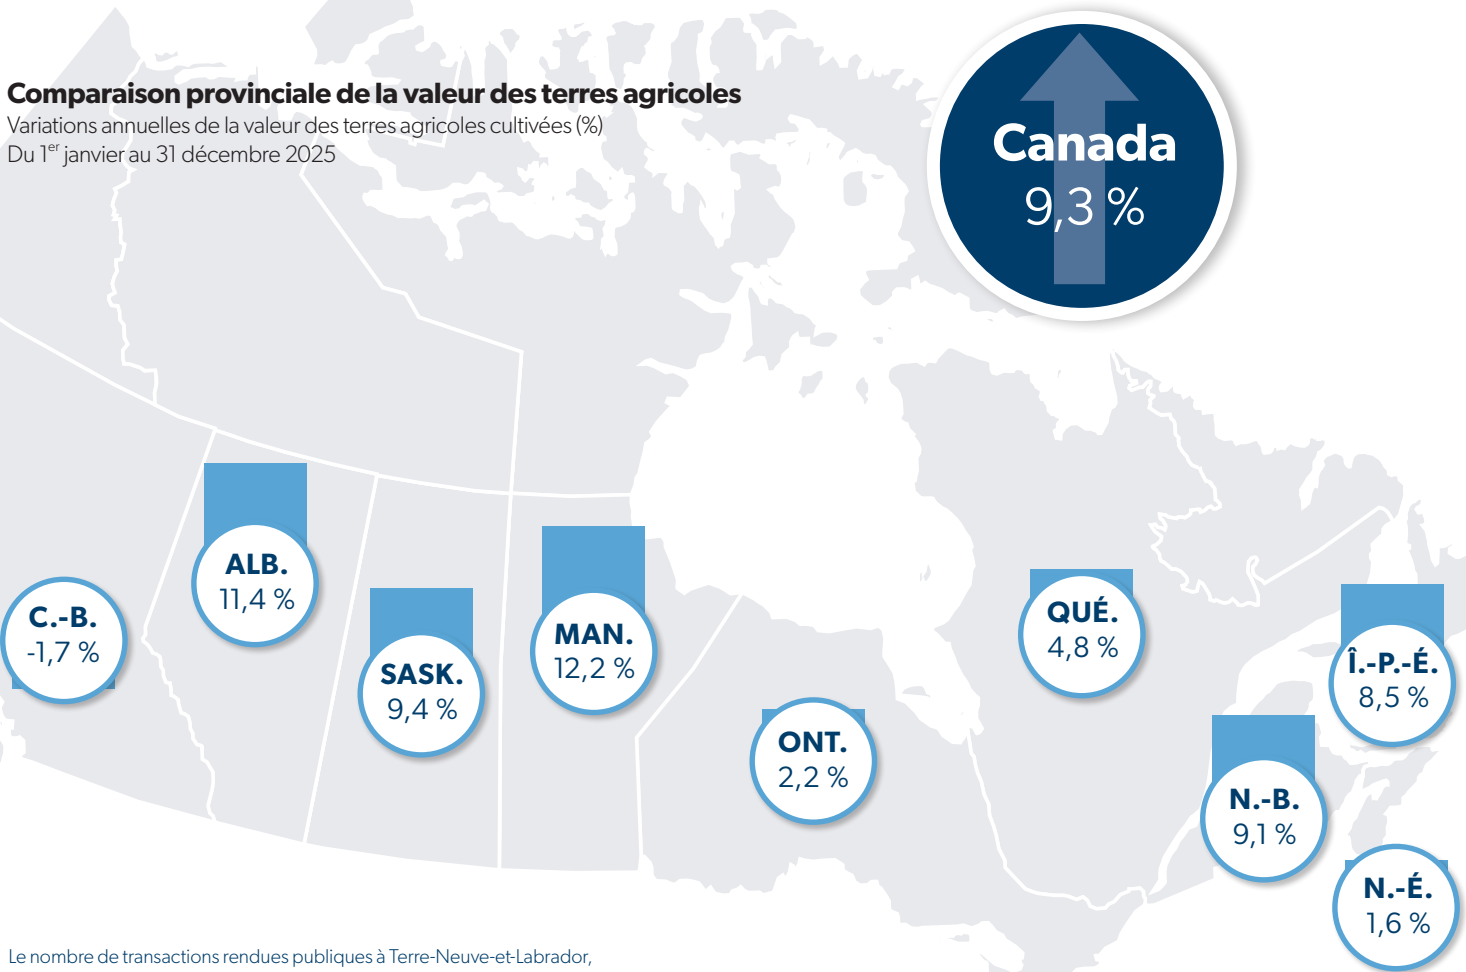 Comparaison provinciale de la valeur des terres agricoles
Variations annuelles de la valeur des terres agricoles cultivées (%)
Du 1er janvier au 31 décembre 2025
Canada
9,3 %
C.-B.
-1,7 %
ALB.
11,4 %
SASK.
9,4 %
MAN.
12,2 %
ONT.
2,2 %
QUÉ.
4,8 %
Î.-P.-É.
8,5 %
N.-B.
9,1 %
N.-É.
1,6 %
Le nombre de transactions rendues publiques à Terre-Neuve-et-Labrador,